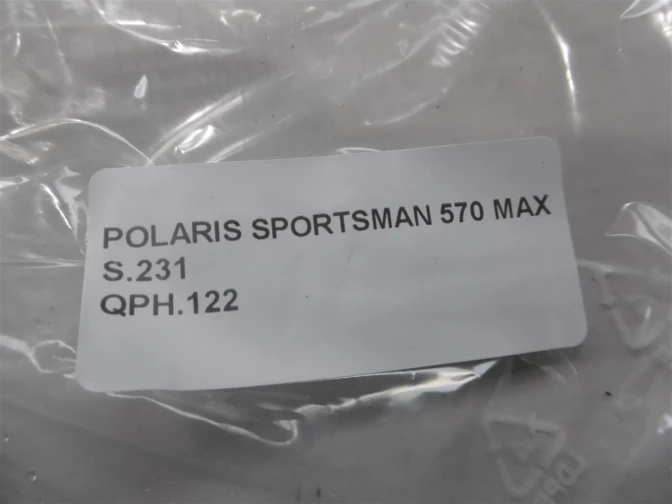 POLARIS SPORTSMAN 570 MAX
S.231
QPH.122